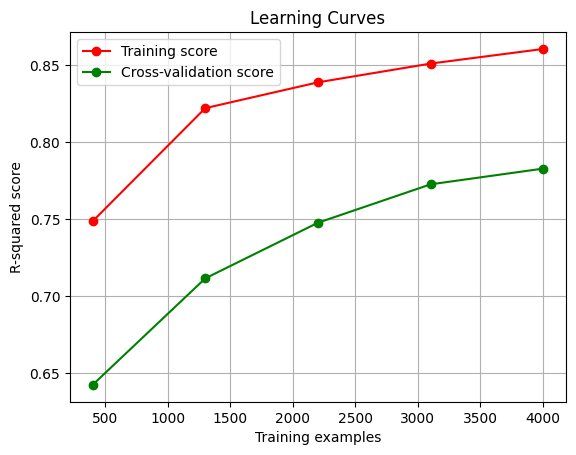 Learning Curves
Training score
Cross-validation score
0.85
0.80
0.75
0.70
0.65
R-squared score
500 1000 1500 2000 2500 3000 3500 4000
Training examples